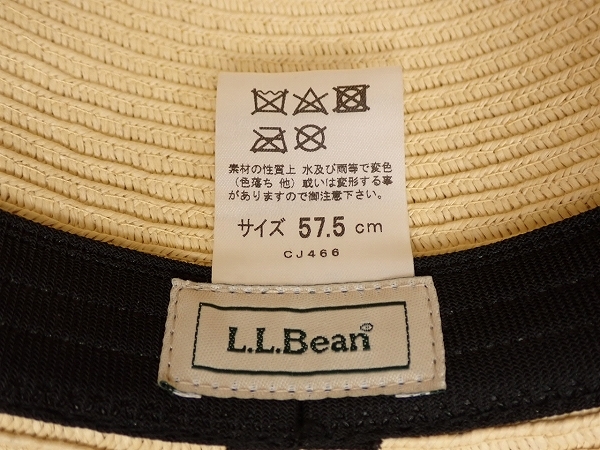 素材の性質上 水及び雨等で変色
(色落ち 他) 或いは変形する事
がありますので御注意下さい。
サイズ 57.5 cm
CJ466
L.L.Bean